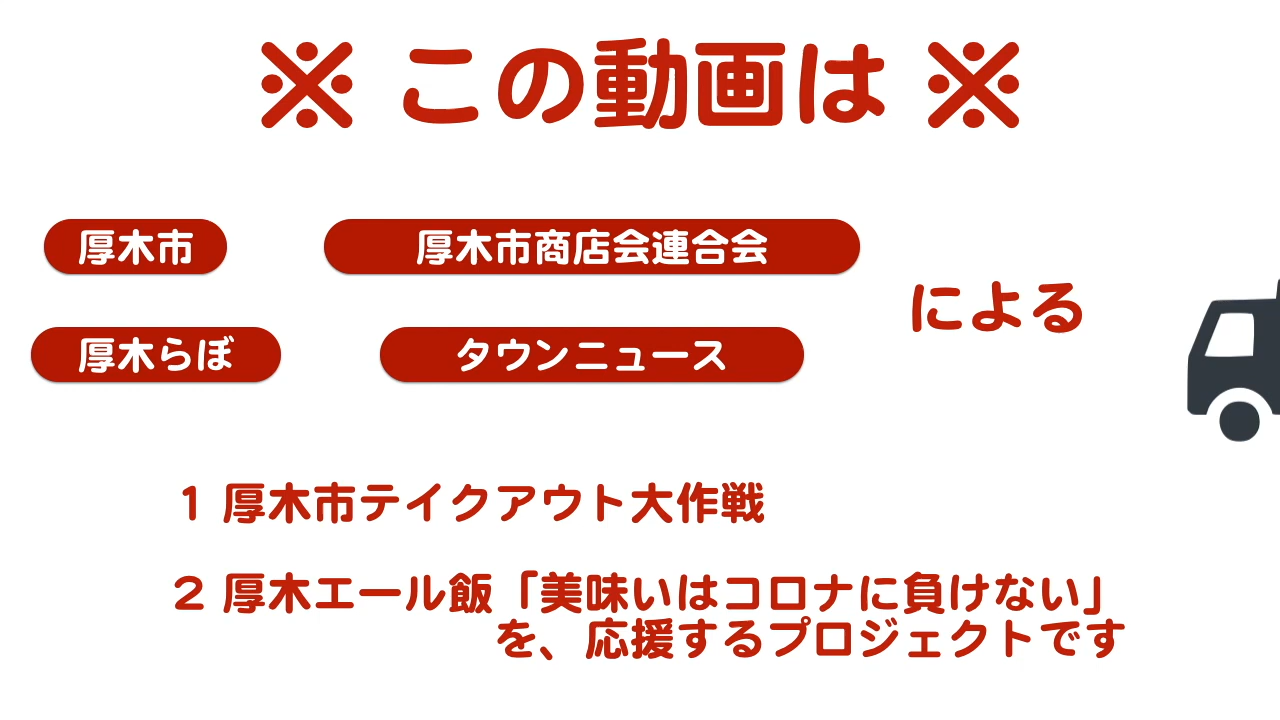 ※ この動画は ※
厚木市 厚木市商店会連合会
による
厚木らぼ タウンニュース
1 厚木市テイクアウト大作戦
2 厚木エール飯「美味いはコロナに負けない」
を、応援するプロジェクトです